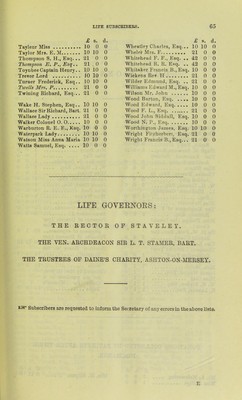 LIFE SUBSCRIBERS. 65
£ s. d.
Tayleur Miss .......... 10 0 0
Taylor Mrs. E. M....... 10 10 0
Thompson S. H., Esq... 21 0 0
Thompson E. P., Esq.. 21 0 0
Toynbee Captain Henry.. 10 10 0
Trevor Lord .......... 10 10 0
Turner Frederick, Esq.. 10 10 0
Twells Mrs. P.......... 21 0 0
Twining Richard, Esq... 21 0 0
Wake H. Stephen, Esq.. 10 10 0
Wallace Sir Richard, Bart. 21 0 0
Wallace Lady .......... 21 0 0
Walker Colonel O. O..... 10 0 0
Warburton R. E. E., Esq. 10 0 0
Waterpark Lady ........ 10 10 0
Watson Miss Anna Maria 10 10 0
Watts Samuel, Esq. .... 10 0 0
£ s. d.
Wheatley Charles, Esq... 10 10 0
Whaler Mrs. F........... 21 0 0
Whitehead F. F., Esq. .. 42 0 0
Whitehead R. R. Esq. .. 42 0 0
Whitaker Francis B., Esq. 10 0 0
Wickens Rev H.......... 21 0 0
Wilder Edmund, Esq. .. 21 0 0
Williams Edward H., Esq. 10 0 0
Wilson Mr. John ...... 10 0 0
Wood Burton, Esq. .... 10 0 0
Wood Edward, Esq..... 10 0 0
Wood F. L., Esq. ...... 21 0 0
Wood John Siddall, Esq. 10 0 0
Wood N. P., Esq. ...... 10 0 0
Worthington James, Esq. 10 10 0
Wright Fitzherbert, Esq. 21 0 0
Wright Francis B., Esq... 21 0 0
LIFE GOVERNORS:
THE RECTOR OF STAVELEY.
THE VEN. ARCHDEACON SIR L. T. STAMER, BART.
THE TRUSTEES OF DAINE'S CHARITY, ASHTON-ON-MERSEY.
Subscribers are requested to inform the Secretary of any errors in the above lists.
E